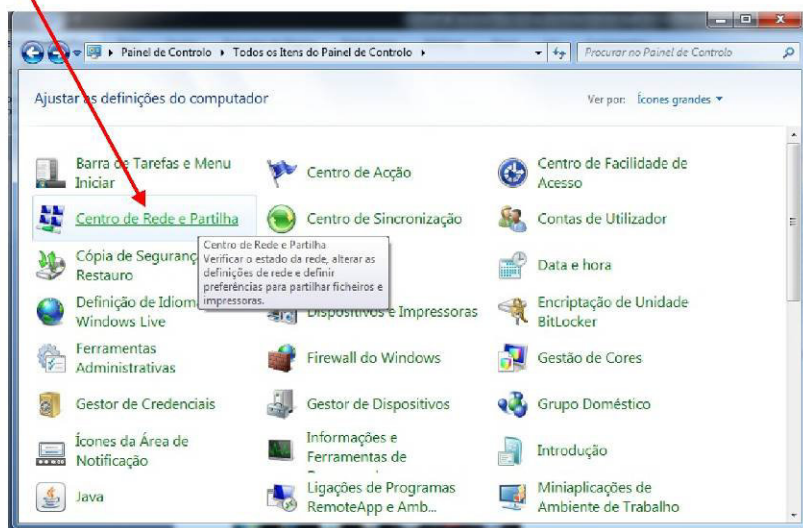 Painel de Controlo ▸ Todos os Itens do Painel de Controlo ▸
Procurar no Painel de Controlo
Ajustar as definições do computador
Ver por: Ícones grandes
Barra de Tarefas e Menu
Iniciar
Centro de Acção
Centro de Facilidade de
Acesso
Centro de Rede e Partilha
Centro de Sincronização
Contas de Utilizador
Centro de Rede e Partilha
Verificar o estado da rede, alterar as
definições de rede e definir
preferências para partilhar ficheiros e
impressoras.
Cópia de Seguranç
Restauro
Data e hora
Definição de Idiom
Windows Live
Dispositivos e Impressoras
Encriptação de Unidade
BitLocker
Ferramentas
Administrativas
Firewall do Windows
Gestão de Cores
Gestor de Credenciais
Gestor de Dispositivos
Grupo Doméstico
Ícones da Área de
Notificação
Informações e
Ferramentas de
Introdução
Java
Ligações de Programas
RemoteApp e Amb...
Miniaplicações de
Ambiente de Trabalho